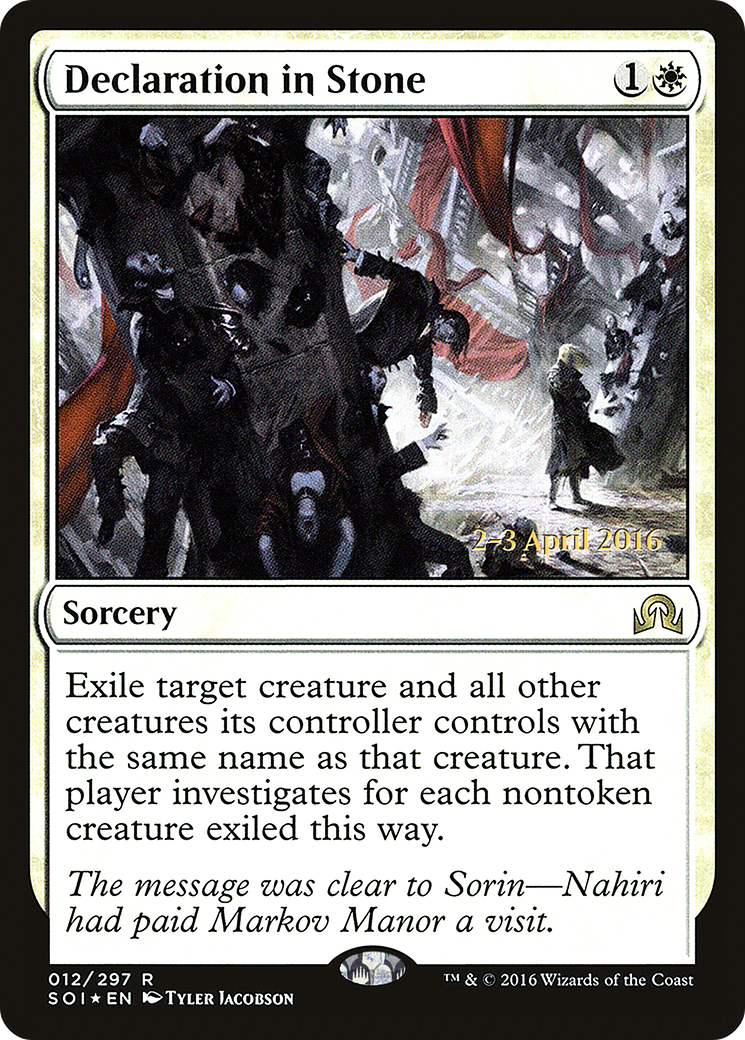 Declaration in Stone 1
2–3 April 2016
Sorcery
Exile target creature and all other
creatures its controller controls with
the same name as that creature. That
player investigates for each nontoken
creature exiled this way.
The message was clear to Sorin—Nahiri
had paid Markov Manor a visit.
012/297 R
™ & © 2016 Wizards of the Coast
SOI★EN Tyler Jacobson